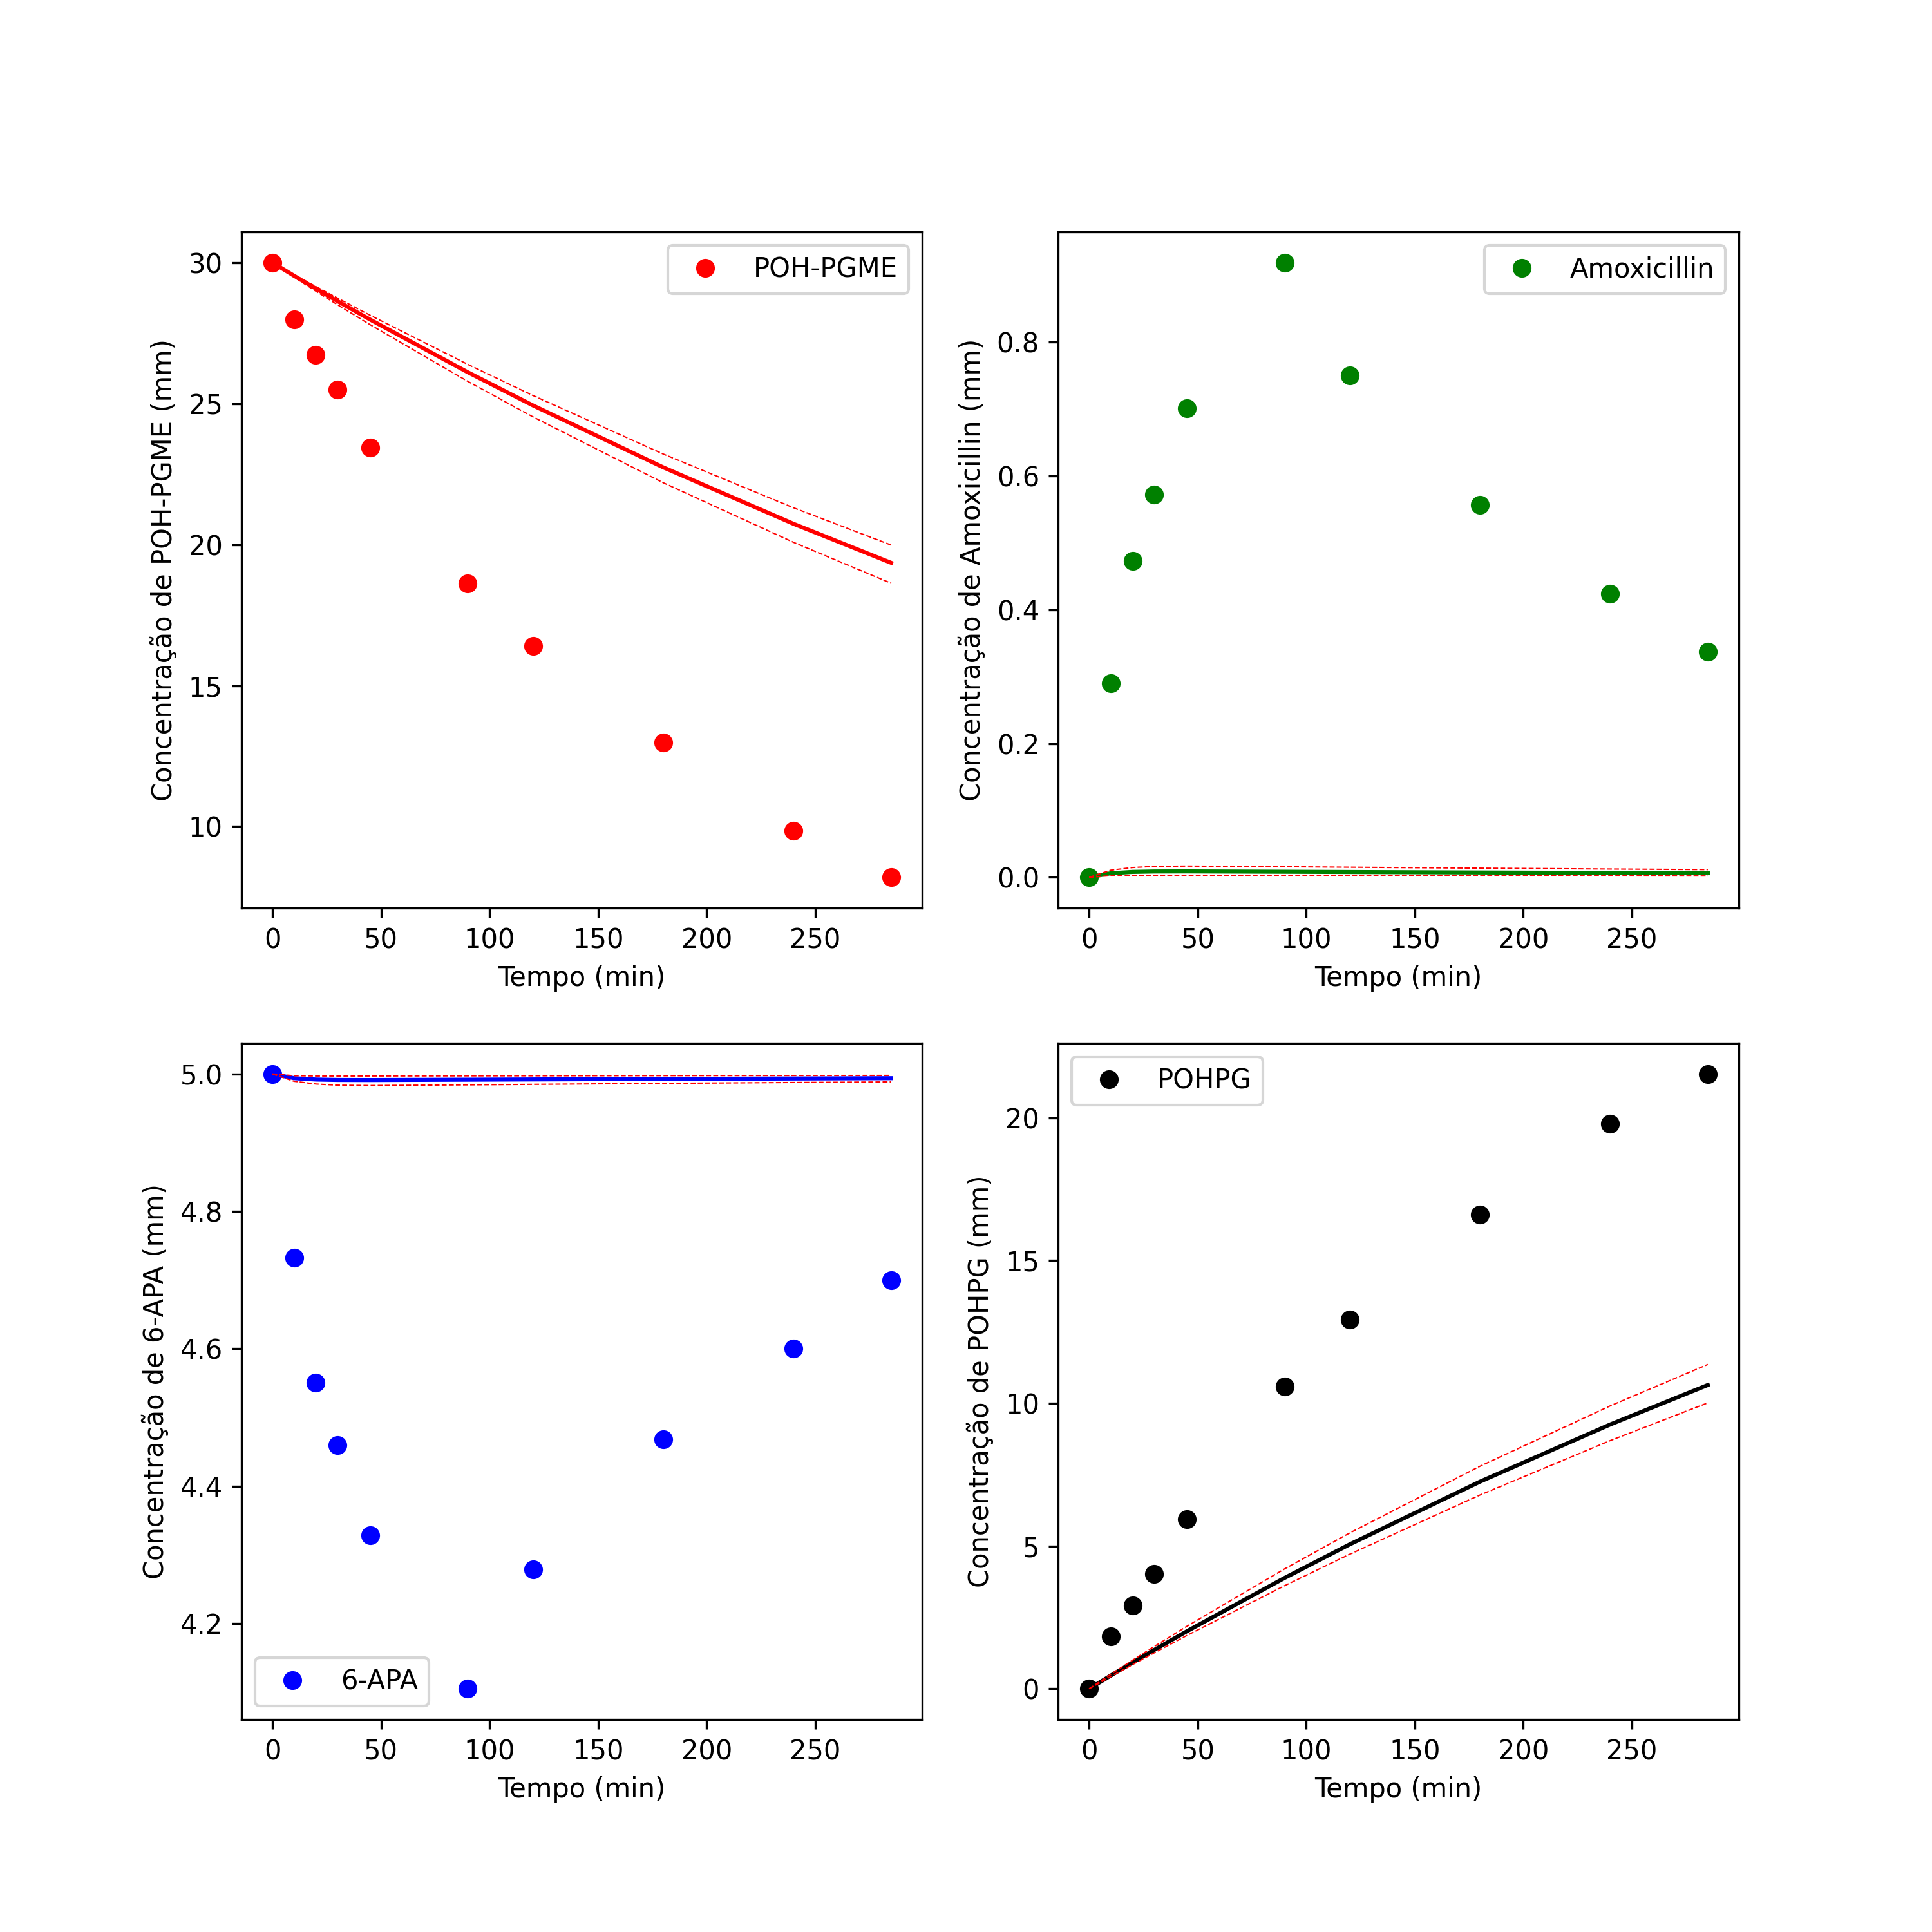 POH-PGME
30
25
20
15
10
Concentração de POH-PGME (mm)
0 50 100 150 200 250
Tempo (min)
Amoxicillin
0.8
0.6
0.4
0.2
0.0
Concentração de Amoxicillin (mm)
0 50 100 150 200 250
Tempo (min)
5.0
4.8
4.6
4.4
4.2
Concentração de 6-APA (mm)
6-APA
0 50 100 150 200 250
Tempo (min)
POHPG
20
15
10
5
0
Concentração de POHPG (mm)
0 50 100 150 200 250
Tempo (min)